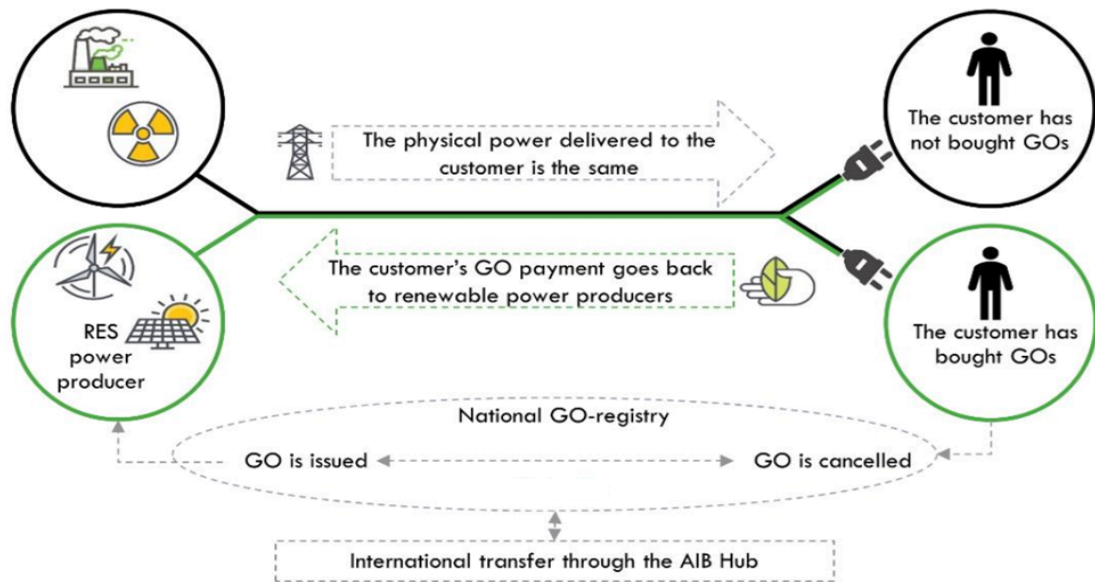 The physical power delivered to the
customer is the same
The customer has
not bought GOs
The customer's GO payment goes back
to renewable power producers
RES
power
producer
The customer has
bought GOs
National GO-registry
GO is issued
GO is cancelled
International transfer through the AIB Hub